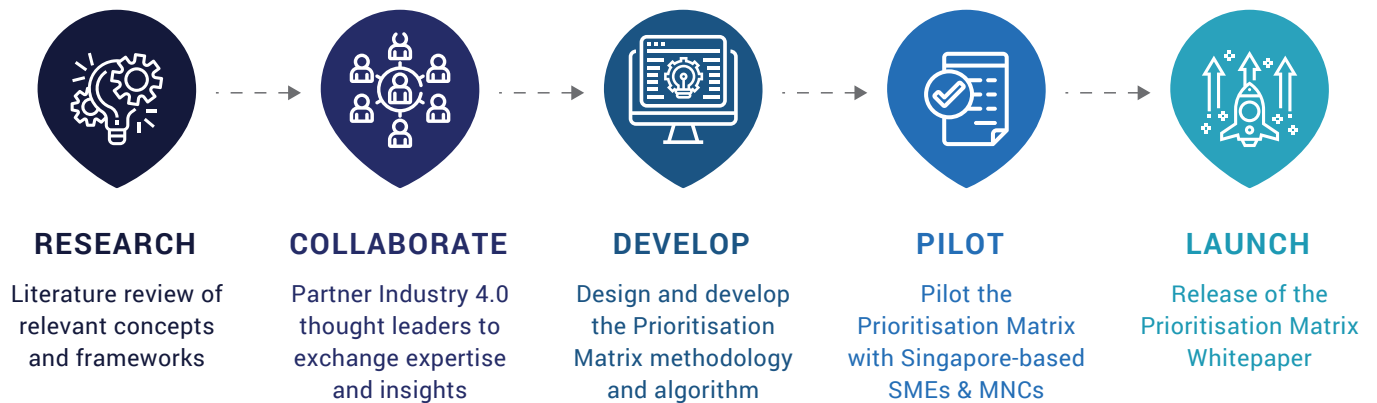 RESEARCH
Literature review of
relevant concepts
and frameworks
COLLABORATE
Partner Industry 4.0
thought leaders to
exchange expertise
and insights
DEVELOP
Design and develop
the Prioritisation
Matrix methodology
and algorithm
PILOT
Pilot the
Prioritisation Matrix
with Singapore-based
SMEs & MNCs
LAUNCH
Release of the
Prioritisation Matrix
Whitepaper